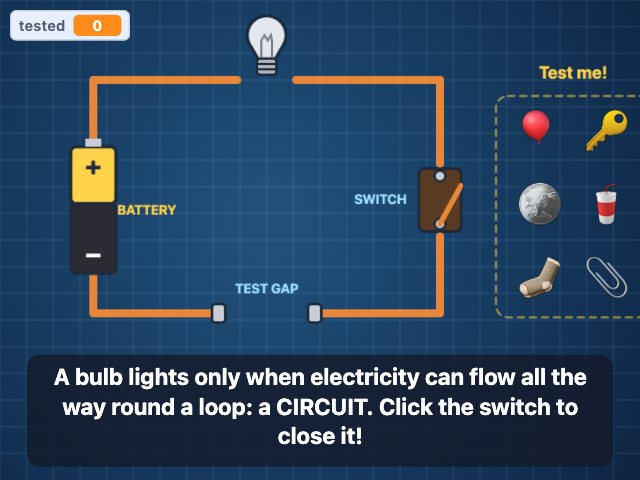 tested 0
Test me!
+
BATTERY
SWITCH
–
TEST GAP
A bulb lights only when electricity can flow all the
way round a loop: a CIRCUIT. Click the switch to
close it!